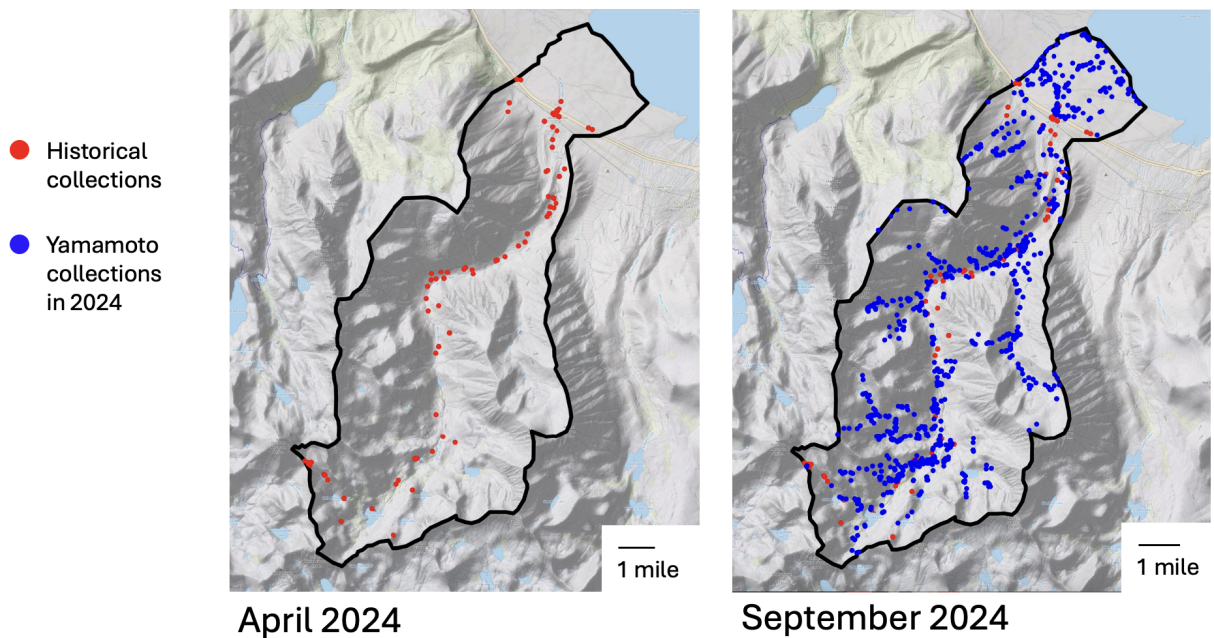 Historical
collections
Yamamoto
collections
in 2024
1 mile
1 mile
April 2024
September 2024